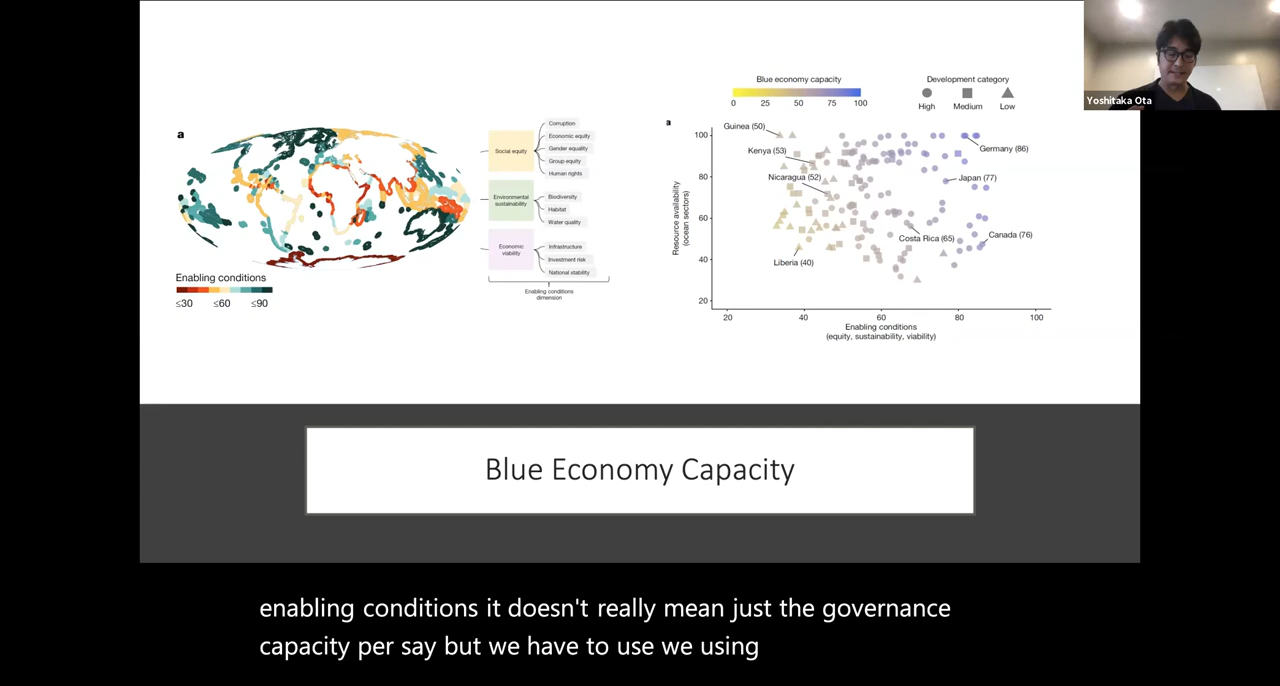 Yoshitaka Ota
a
Enabling conditions
≤30 ≤60 ≤90
Social equity
Corruption
Economic equity
Gender equality
Group equity
Human rights
Environmental
sustainability
Biodiversity
Habitat
Water quality
Economic
viability
Infrastructure
Investment risk
National stability
Enabling conditions
dimension
Blue economy capacity
0 25 50 75 100
Development category
High Medium Low
a
Resource availability
(ocean sectors)
100
80
60
40
20
Guinea (50)
Kenya (53)
Nicaragua (52)
Liberia (40)
Germany (86)
Japan (77)
Costa Rica (65)
Canada (76)
20 40 60 80 100
Enabling conditions
(equity, sustainability, viability)
Blue Economy Capacity
enabling conditions it doesn't really mean just the governance
capacity per say but we have to use we using